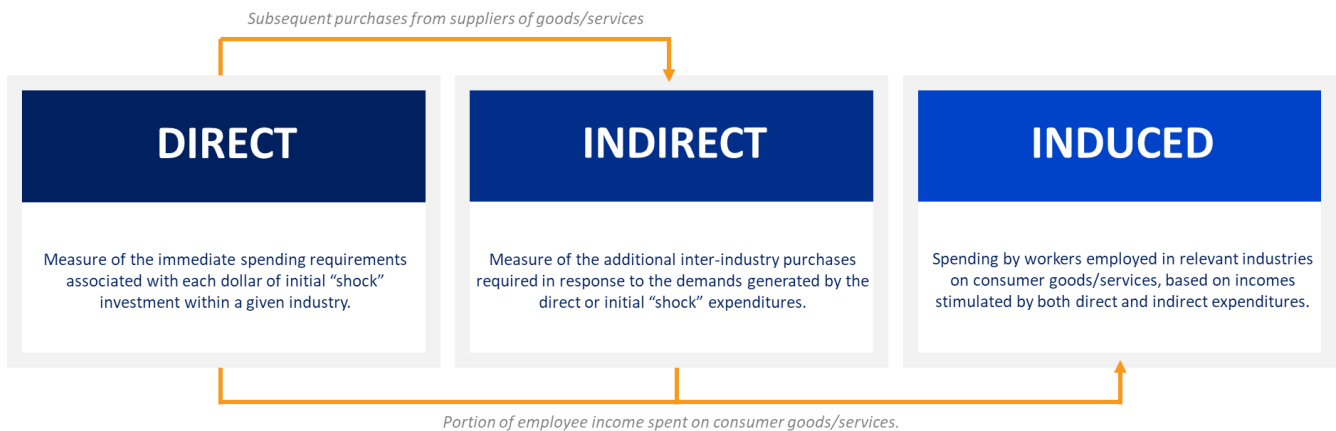 Subsequent purchases from suppliers of goods/services
DIRECT
Measure of the immediate spending requirements
associated with each dollar of initial “shock”
investment within a given industry.
INDIRECT
Measure of the additional inter-industry purchases
required in response to the demands generated by the
direct or initial “shock” expenditures.
INDUCED
Spending by workers employed in relevant industries
on consumer goods/services, based on incomes
stimulated by both direct and indirect expenditures.
Portion of employee income spent on consumer goods/services.